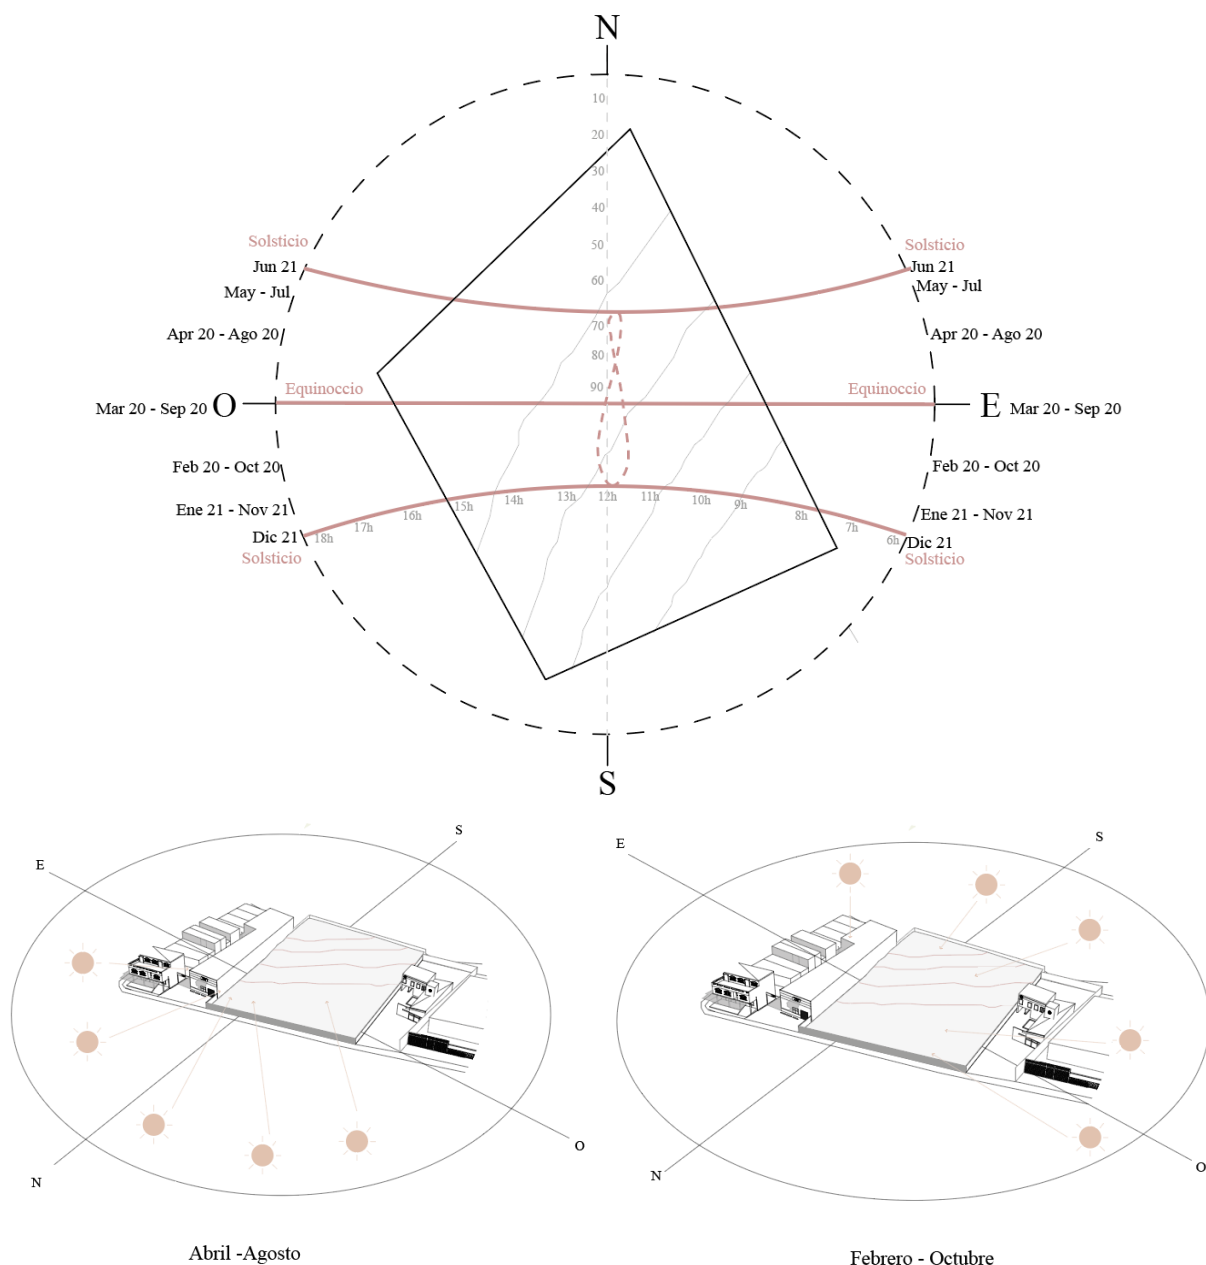 N
10
20
30
40
50
60
70
80
90
Solsticio
Jun 21
May - Jul
Apr 20 - Ago 20
Equinoccio
Mar 20 - Sep 20 O
Feb 20 - Oct 20
Ene 21 - Nov 21
Dic 21
Solsticio
Solsticio
Jun 21
May - Jul
Apr 20 - Ago 20
Equinoccio
E Mar 20 - Sep 20
Feb 20 - Oct 20
Ene 21 - Nov 21
Dic 21
Solsticio
18h 17h 16h 15h 14h 13h 12h 11h 10h 9h 8h 7h 6h
S
E
S
N
O
Abril -Agosto
E
S
N
O
Febrero - Octubre